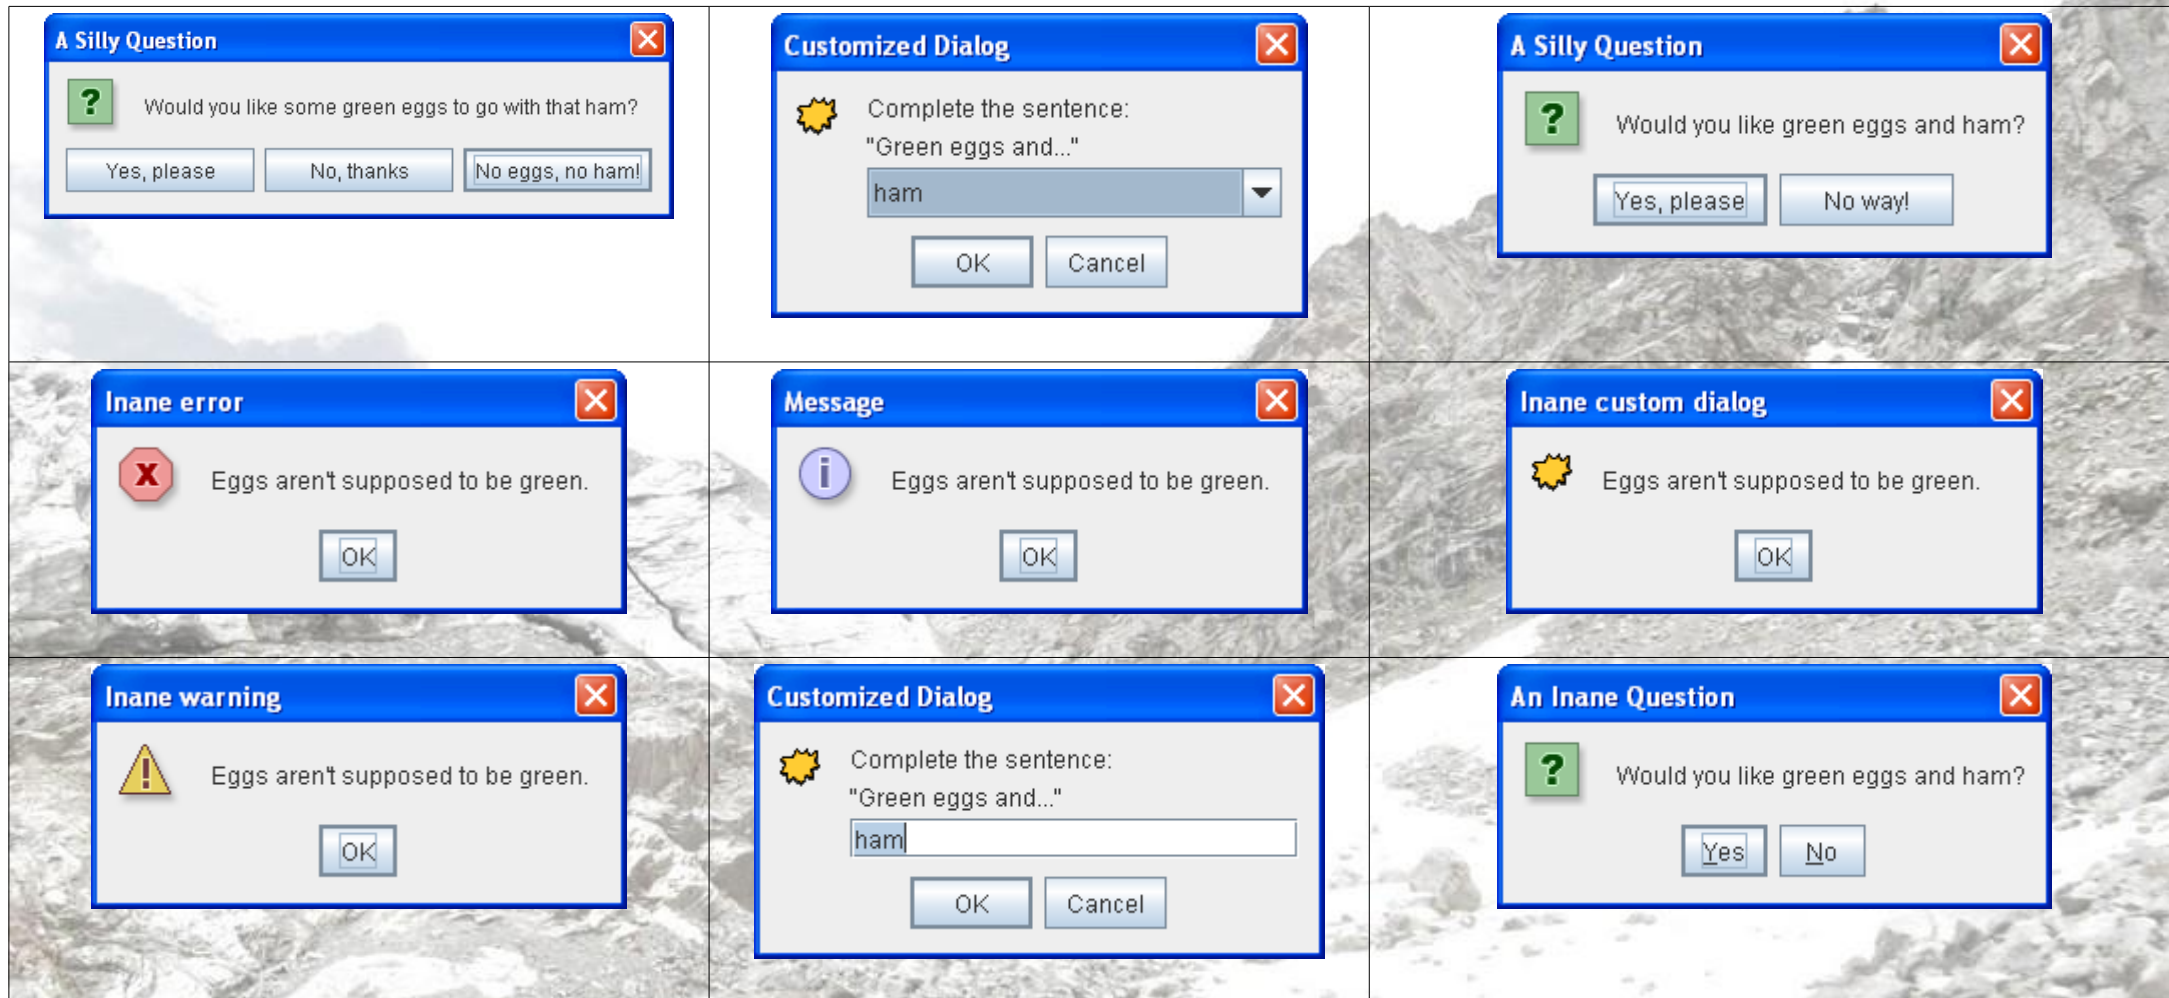 A Silly Question
Would you like some green eggs to go with that ham?
Yes, please
No, thanks
No eggs, no ham!
Customized Dialog
Complete the sentence:
"Green eggs and..."
ham
OK
Cancel
A Silly Question
Would you like green eggs and ham?
Yes, please
No way!
Inane error
Eggs aren't supposed to be green.
OK
Message
Eggs aren't supposed to be green.
OK
Inane custom dialog
Eggs aren't supposed to be green.
OK
Inane warning
Eggs aren't supposed to be green.
OK
Customized Dialog
Complete the sentence:
"Green eggs and..."
ham
OK
Cancel
An Inane Question
Would you like green eggs and ham?
Yes
No